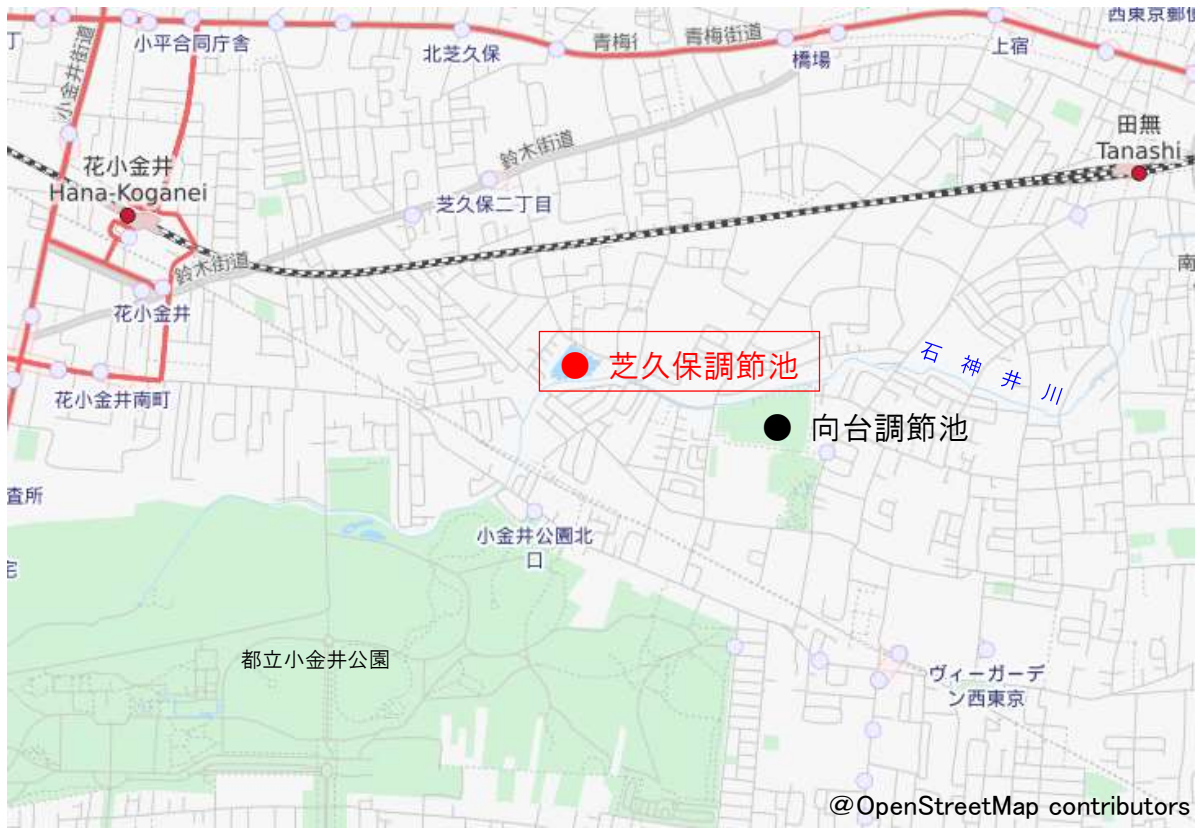 西東京郵便
丁
小平合同庁舎
北芝久保
青梅街
青梅街道
橋場
上宿
小金井街道
田無
Tanashi
花小金井
Hana-Koganei
鈴木街道
芝久保二丁目
鈴木街道
南
花小金井
芝久保調節池
石神井川
花小金井南町
向台調節池
査所
小金井公園北
口
宅
都立小金井公園
ヴィーガーデ
ン西東京
@OpenStreetMap contributors